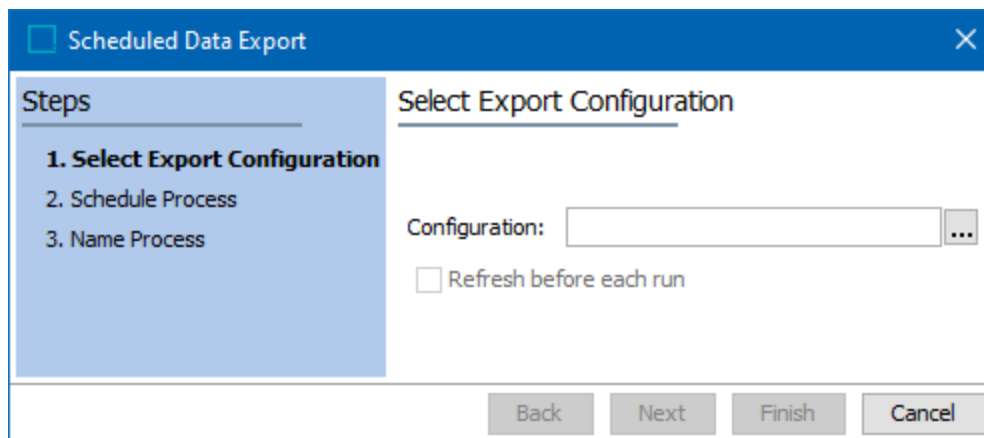 Scheduled Data Export
Steps
1. Select Export Configuration
2. Schedule Process
3. Name Process
Select Export Configuration
Configuration:
...
Refresh before each run
Back Next Finish Cancel